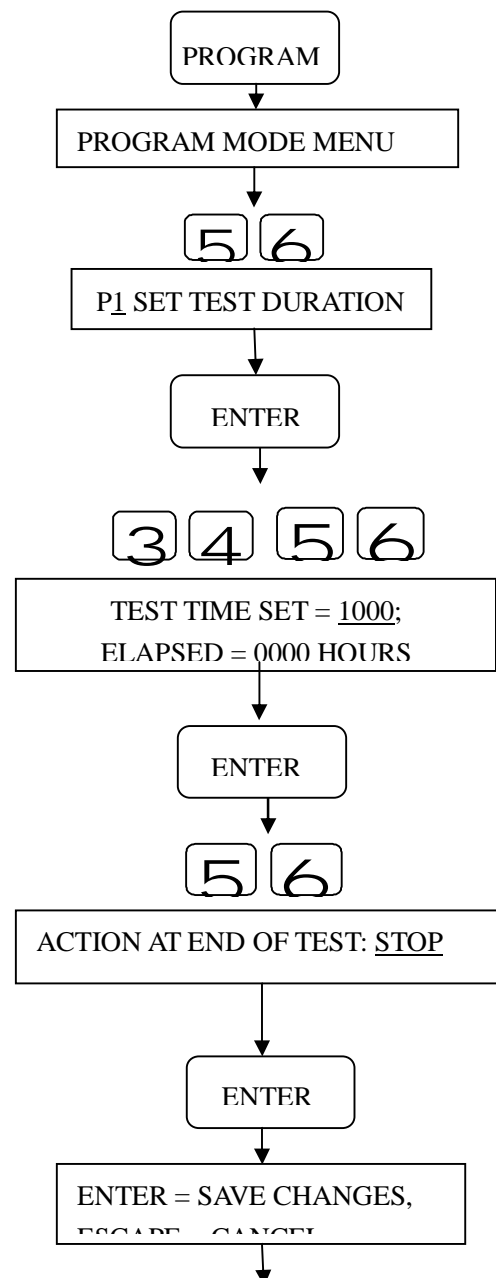 PROGRAM
PROGRAM MODE MENU
5 6
P1 SET TEST DURATION
ENTER
3 4 5 6
TEST TIME SET = 1000;
ELAPSED = 0000 HOURS
ENTER
5 6
ACTION AT END OF TEST: STOP
ENTER
ENTER = SAVE CHANGES,